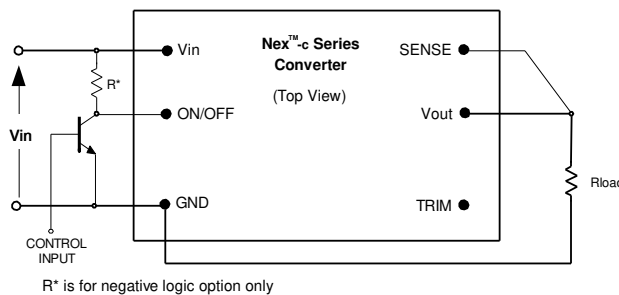 Nex™-c Series
Converter
(Top View)
Vin
SENSE
R*
ON/OFF
Vout
Vin
Rload
GND
TRIM
CONTROL
INPUT
R* is for negative logic option only